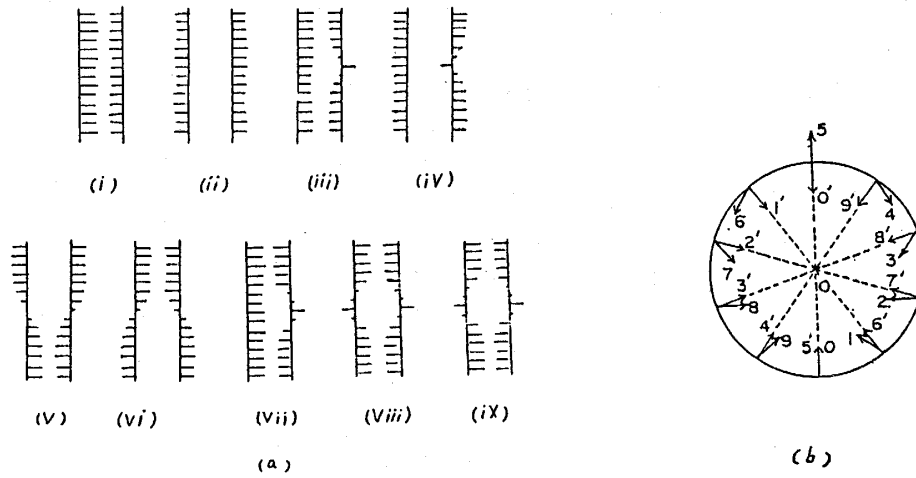 (i) (ii) (iii) (iV)
(V) (vi) (vii) (Viii) (iX)
(a)
5
0' 9' 4
6 1' 8'
2' 3
7 0 7'
3' 2
8 6'
4' 9 5' 0 1
(b)